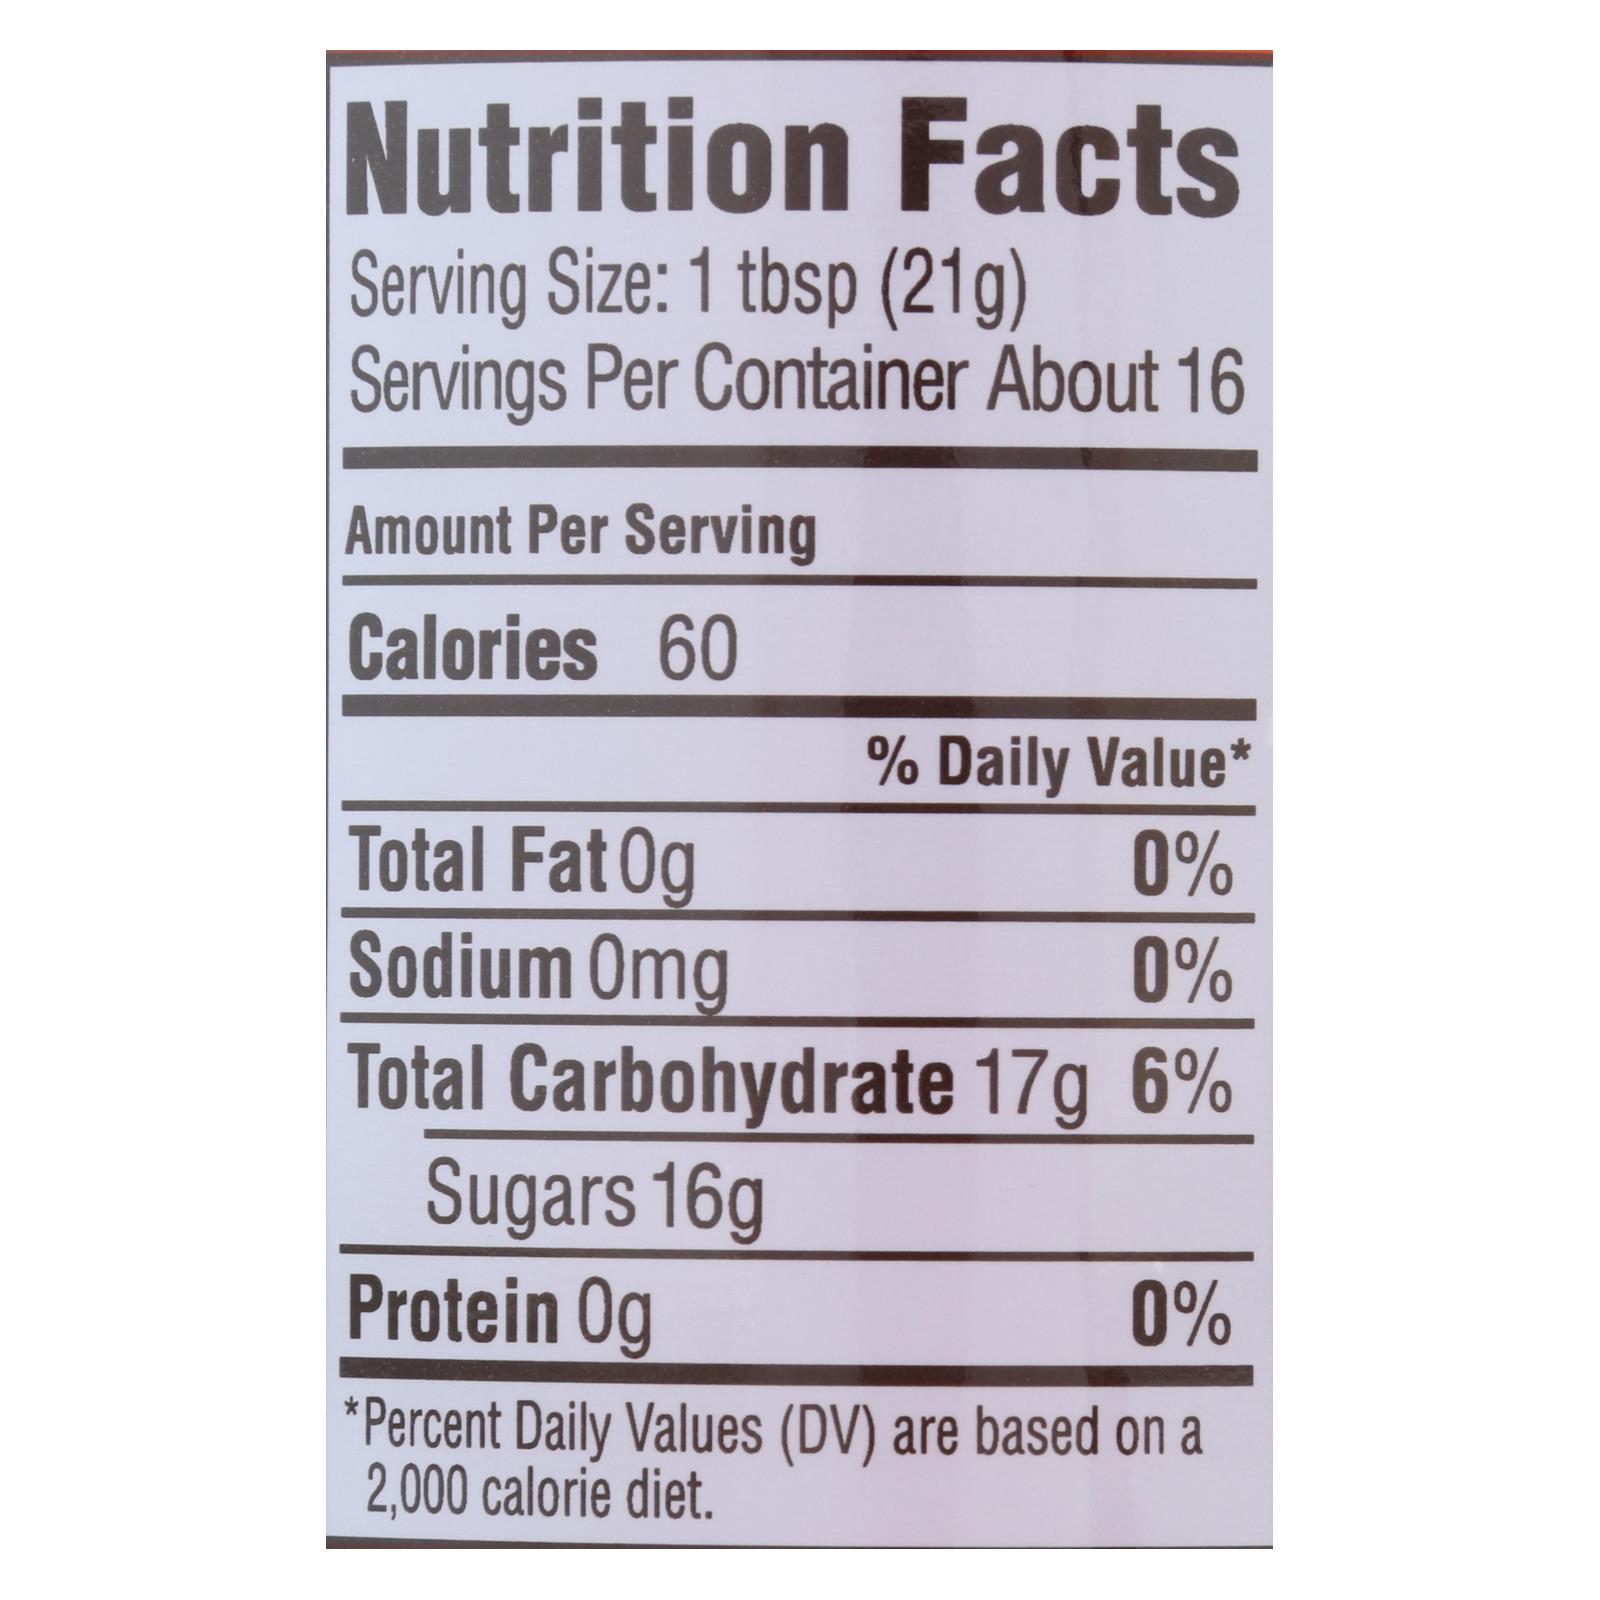 Nutrition Facts
Serving Size: 1 tbsp (21g)
Servings Per Container About 16
Amount Per Serving
Calories 60
% Daily Value*
Total Fat 0g 0%
Sodium 0mg 0%
Total Carbohydrate 17g 6%
Sugars 16g
Protein 0g 0%
*Percent Daily Values (DV) are based on a
2,000 calorie diet.